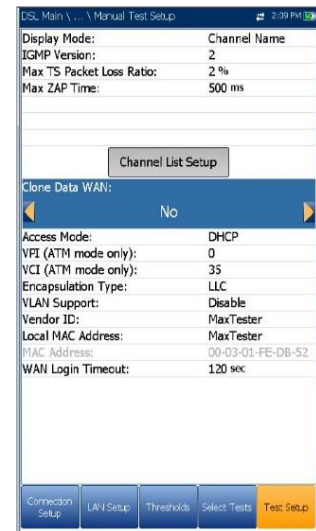 DSL Main \ ... \ Manual Test Setup 2:09 PM
Display Mode: Channel Name
IGMP Version: 2
Max TS Packet Loss Ratio: 2 %
Max ZAP Time: 500 ms
Channel List Setup
Clone Data WAN:
No
Access Mode: DHCP
VPI (ATM mode only): 0
VCI (ATM mode only): 35
Encapsulation Type: LLC
VLAN Support: Disable
Vendor ID: MaxTester
Local MAC Address: MaxTester
MAC Address: 00-03-01-FE-DB-52
WAN Login Timeout: 120 sec
Connection Setup LAN Setup Thresholds Select Tests Test Setup